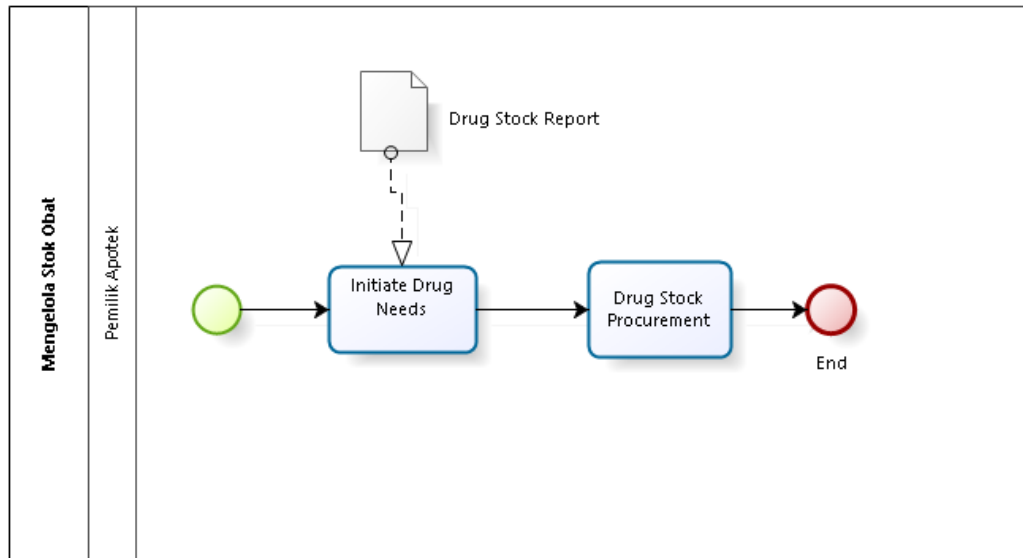 Mengelola Stok Obat
Pemilik Apotek
Drug Stock Report
Initiate Drug
Needs
Drug Stock
Procurement
End